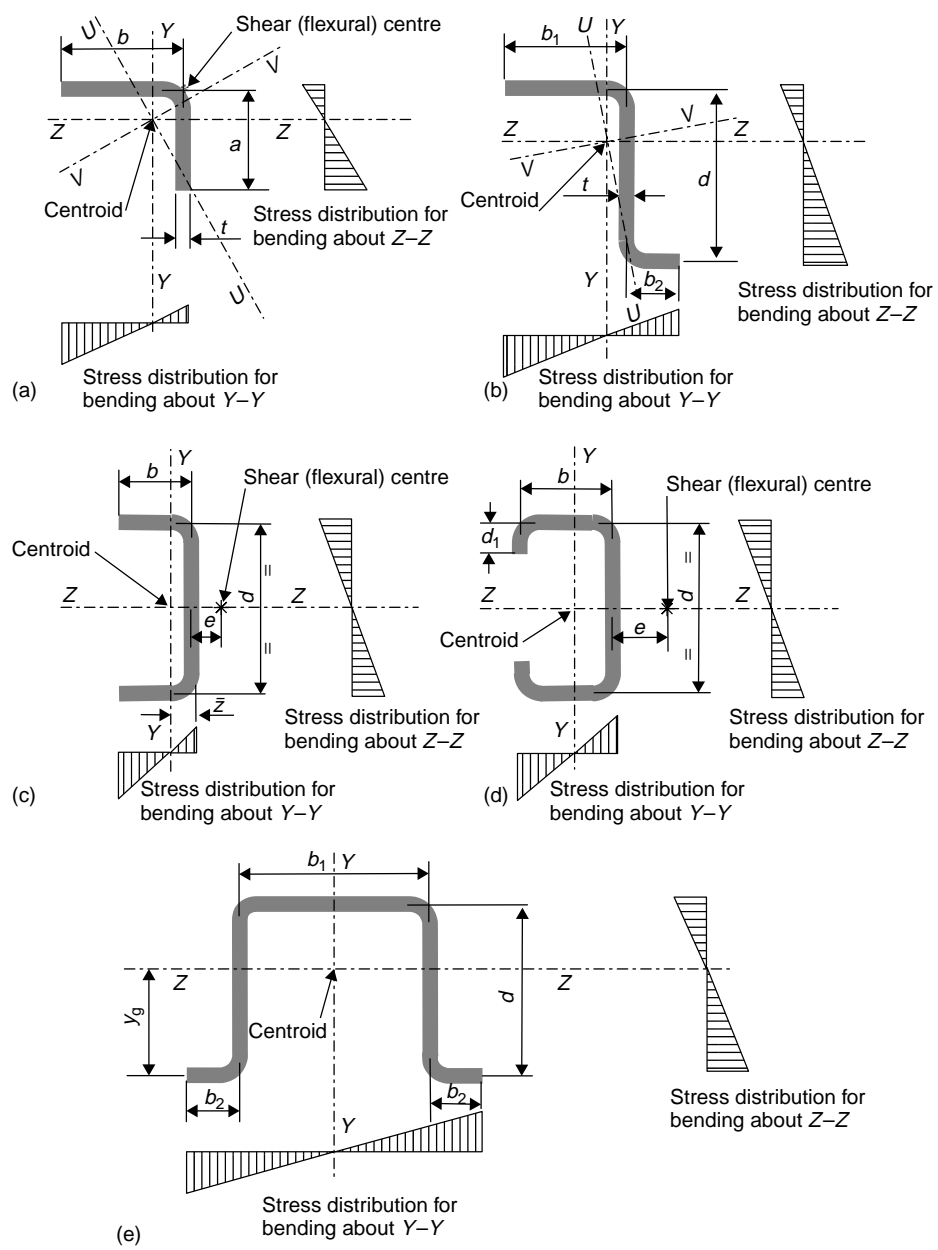 b
U
Y
Shear (flexural) centre
V
Z
Z
a
V
Centroid
t
Stress distribution for
bending about Z–Z
Y
U
Stress distribution for
bending about Y–Y
(a)
U
Y
b1
Z
V
Z
V
t
d
Centroid
Y
b2
U
Stress distribution for
bending about Z–Z
Stress distribution for
bending about Y–Y
(b)
Y
b
Shear (flexural) centre
Centroid
=
Z
d
Z
e
=
z̄
Y
Stress distribution for
bending about Z–Z
Stress distribution for
bending about Y–Y
(c)
Y
b
Shear (flexural) centre
d1
=
Z
d
Z
Centroid
e
=
Y
Stress distribution for
bending about Z–Z
Stress distribution for
bending about Y–Y
(d)
b1
Y
Z
Z
yg
Centroid
d
b2
b2
Y
Stress distribution for
bending about Z–Z
Stress distribution for
bending about Y–Y
(e)